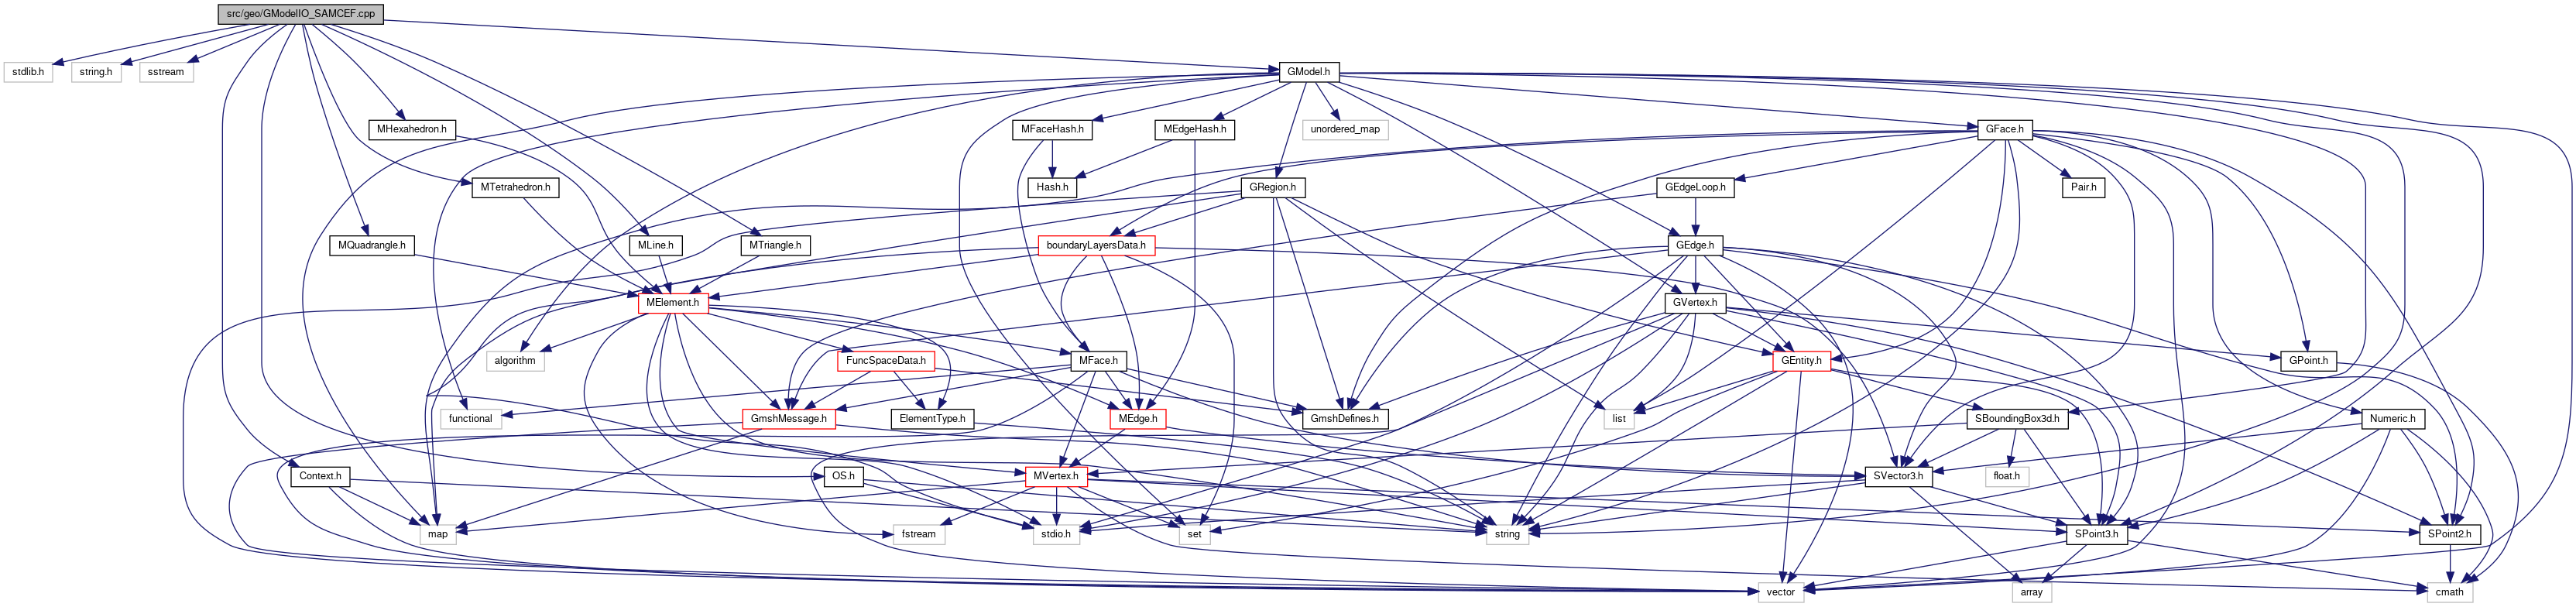 src/geo/GModelIO_SAMCEF.cpp
stdlib.h
string.h
sstream
GModel.h
MHexahedron.h
MFaceHash.h
MEdgeHash.h
unordered_map
GFace.h
MTetrahedron.h
Hash.h
GRegion.h
GEdgeLoop.h
Pair.h
MQuadrangle.h
MLine.h
MTriangle.h
boundaryLayersData.h
GEdge.h
MElement.h
GVertex.h
algorithm
FuncSpaceData.h
MFace.h
GEntity.h
GPoint.h
functional
GmshMessage.h
ElementType.h
MEdge.h
GmshDefines.h
list
SBoundingBox3d.h
Numeric.h
Context.h
OS.h
MVertex.h
SVector3.h
float.h
map
fstream
stdio.h
set
string
SPoint3.h
SPoint2.h
vector
array
cmath